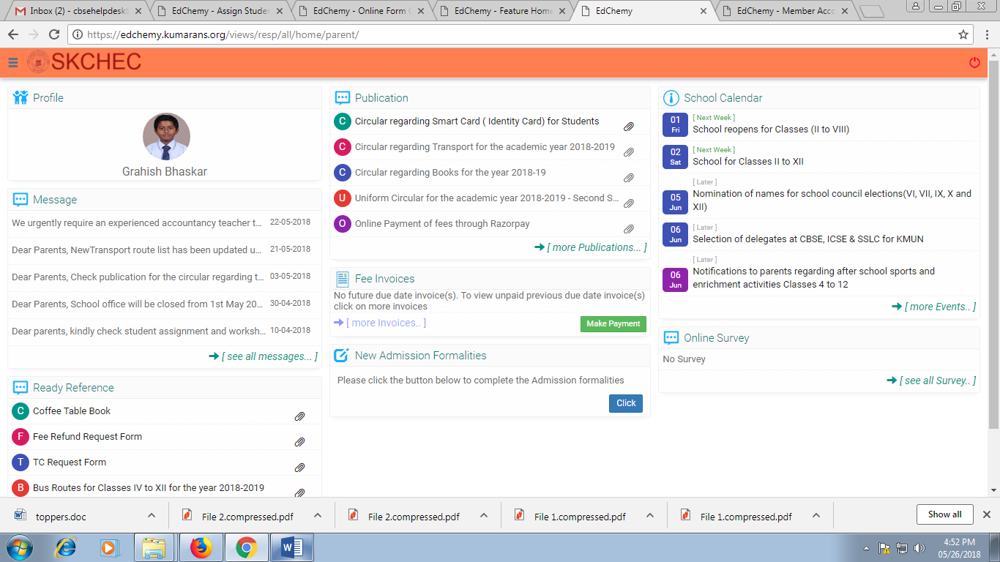 Inbox (2) - cbsehelpdesk
EdChemy - Assign Studen
EdChemy - Online Form C
EdChemy - Feature Home
EdChemy
EdChemy - Member Acco
https://edchemy.kumarans.org/views/resp/all/home/parent/
SKCHEC
Profile
Grahish Bhaskar
Message
We urgently require an experienced accountancy teacher t... 22-05-2018
Dear Parents, NewTransport route list has been updated u... 21-05-2018
Dear Parents, Check publication for the circular regarding t... 03-05-2018
Dear Parents, School office will be closed from 1st May 20... 30-04-2018
Dear parents, kindly check student assignment and worksh... 10-04-2018
[ see all messages... ]
Ready Reference
C Coffee Table Book
F Fee Refund Request Form
T TC Request Form
B Bus Routes for Classes IV to XII for the year 2018-2019
Publication
C Circular regarding Smart Card ( Identity Card) for Students
C Circular regarding Transport for the academic year 2018-2019
C Circular regarding Books for the year 2018-19
U Uniform Circular for the academic year 2018-2019 - Second S...
O Online Payment of fees through Razorpay
[ more Publications... ]
Fee Invoices
No future due date invoice(s). To view unpaid previous due date invoice(s)
click on more invoices
[ more Invoices.. ] Make Payment
New Admission Formalities
Please click the button below to complete the Admission formalities
Click
School Calendar
01 Fri
[ Next Week ]
School reopens for Classes (II to VIII)
02 Sat
[ Next Week ]
School for Classes II to XII
05 Jun
[ Later ]
Nomination of names for school council elections(VI, VII, IX, X and
XII)
06 Jun
[ Later ]
Selection of delegates at CBSE, ICSE & SSLC for KMUN
06 Jun
[ Later ]
Notifications to parents regarding after school sports and
enrichment activities Classes 4 to 12
[ more Events.. ]
Online Survey
No Survey
[ see all Survey.. ]
toppers.doc
File 2.compressed.pdf
File 2.compressed.pdf
File 1.compressed.pdf
File 1.compressed.pdf
Show all
4:52 PM
05/26/2018